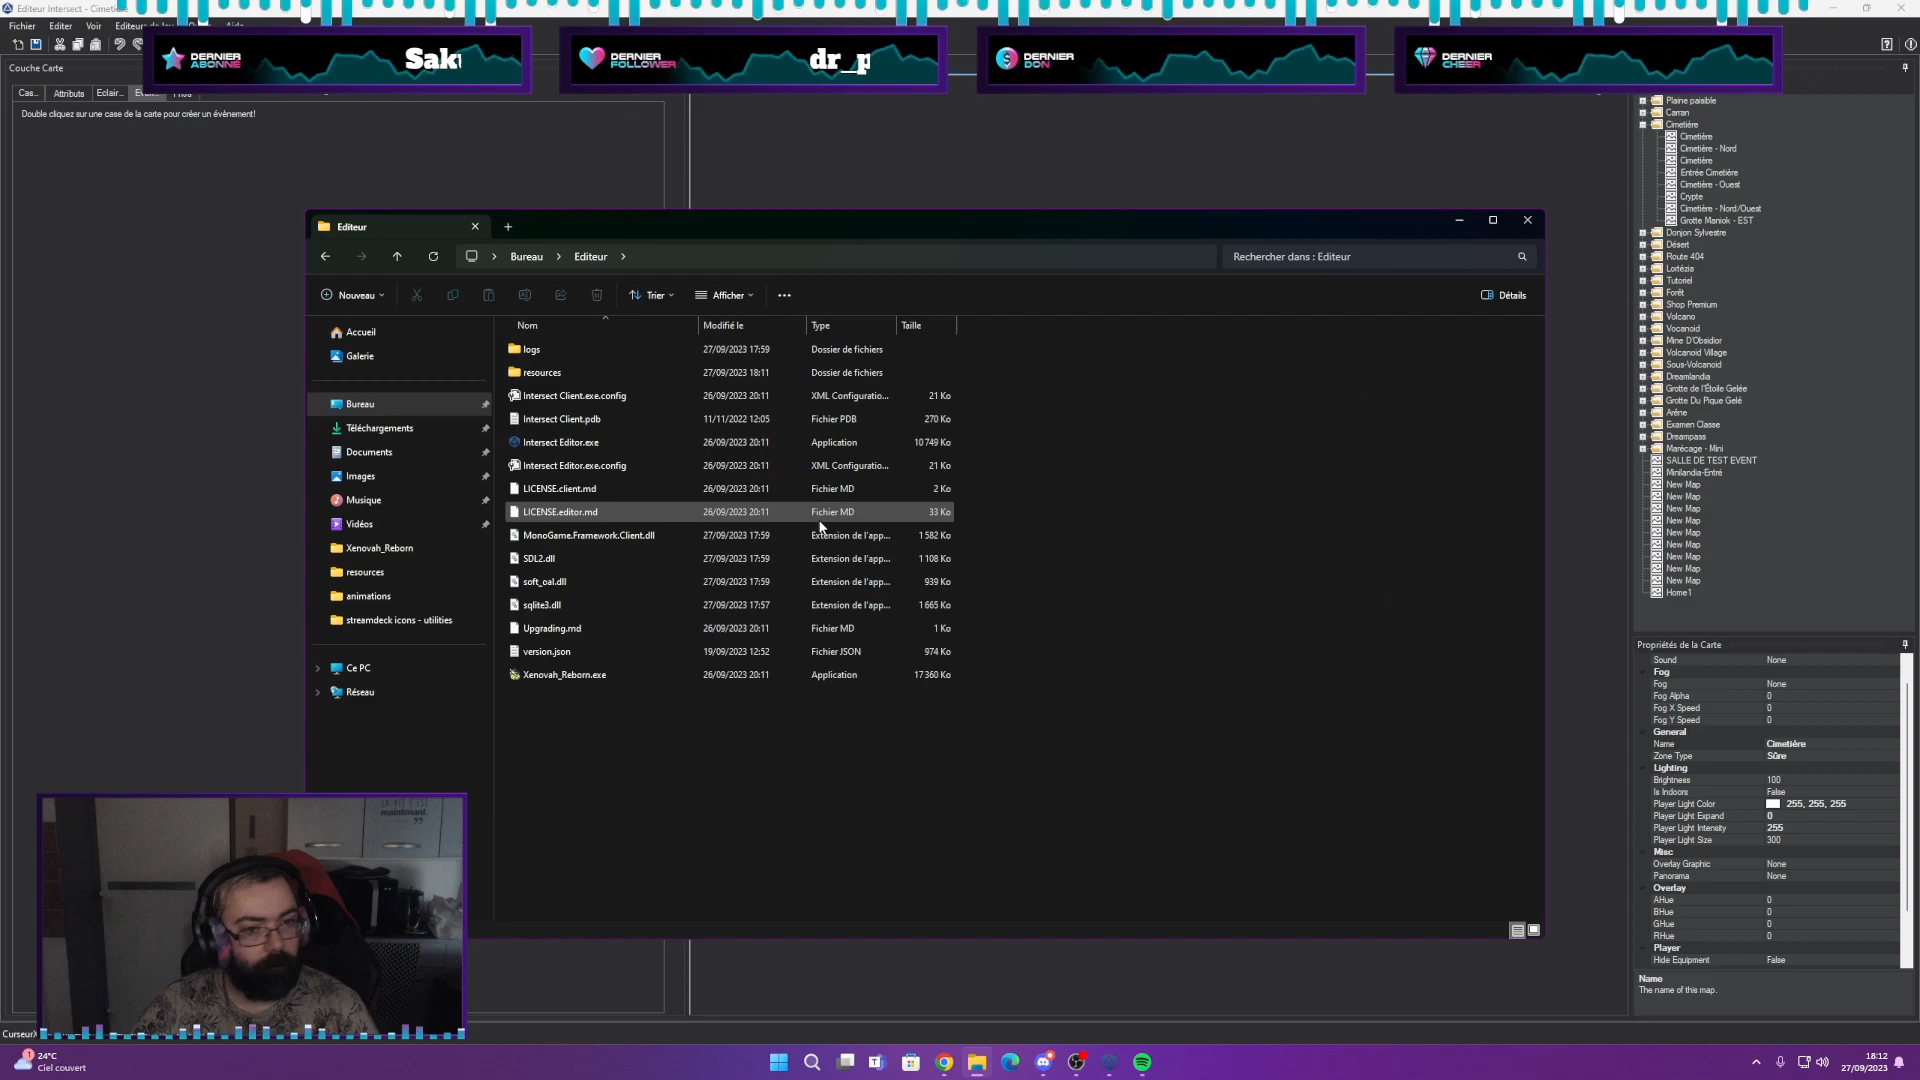 Editeur Intersect - Cimetière
Fichier Editer Voir
Couche Carte
DERNIER ABONNE
DERNIER FOLLOWER
DERNIER DON
DERNIER CHEER
Cas... Attributs Eclair...
Double cliquez sur une case de la carte pour créer un évènement!
Editeur
Bureau Editeur
Rechercher dans : Editeur
Nouveau Trier Afficher Détails
Nom Modifié le Type Taille
Accueil
Galerie
Bureau
Téléchargements
Documents
Images
Musique
Vidéos
Xenovah_Reborn
resources
animations
streamdeck icons - utilities
Ce PC
Réseau
logs 27/09/2023 17:59 Dossier de fichiers
resources 27/09/2023 18:11 Dossier de fichiers
Intersect Client.exe.config 26/09/2023 20:11 XML Configuratio... 21 Ko
Intersect Client.pdb 11/11/2022 12:05 Fichier PDB 270 Ko
Intersect Editor.exe 26/09/2023 20:11 Application 10 749 Ko
Intersect Editor.exe.config 26/09/2023 20:11 XML Configuratio... 21 Ko
LICENSE.client.md 26/09/2023 20:11 Fichier MD 2 Ko
LICENSE.editor.md 26/09/2023 20:11 Fichier MD 33 Ko
MonoGame.Framework.Client.dll 27/09/2023 17:59 Extension de l'app... 1 582 Ko
SDL2.dll 27/09/2023 17:59 Extension de l'app... 1 108 Ko
soft_oal.dll 27/09/2023 17:59 Extension de l'app... 939 Ko
sqlite3.dll 27/09/2023 17:57 Extension de l'app... 1 665 Ko
Upgrading.md 26/09/2023 20:11 Fichier MD 1 Ko
version.json 19/09/2023 12:52 Fichier JSON 974 Ko
Xenovah_Reborn.exe 26/09/2023 20:11 Application 17 360 Ko
Plaine paisible
Carran
Cimetière
Cimetière
Cimetière - Nord
Cimetière
Entrée Cimetière
Cimetière - Ouest
Crypte
Cimetière - Nord/Ouest
Grotte Maniok - EST
Donjon Sylvestre
Désert
Route 404
Lortézia
Tutoriel
Forêt
Shop Premium
Volcano
Vocanoid
Mine D'Obsidior
Volcanoid Village
Sous-Volcanoid
Dreamlandia
Grotte de l'Étoile Gelée
Grotte Du Pique Gelé
Arène
Examen Classe
Dreampass
Marécage - Mini
SALLE DE TEST EVENT
Minilandia-Entré
New Map
New Map
New Map
New Map
New Map
New Map
New Map
New Map
New Map
Home1
Propriétés de la Carte
Sound None
Fog
Fog None
Fog Alpha 0
Fog X Speed 0
Fog Y Speed 0
General
Name Cimetière
Zone Type Sûre
Lighting
Brightness 100
Is Indoors False
Player Light Color 255, 255, 255
Player Light Expand 0
Player Light Intensity 255
Player Light Size 300
Misc
Overlay Graphic None
Panorama None
Overlay
AHue 0
BHue 0
GHue 0
RHue 0
Player
Hide Equipment False
Name
The name of this map.
maintenant..
CurseurX
24°C
Ciel couvert
18:12
27/09/2023